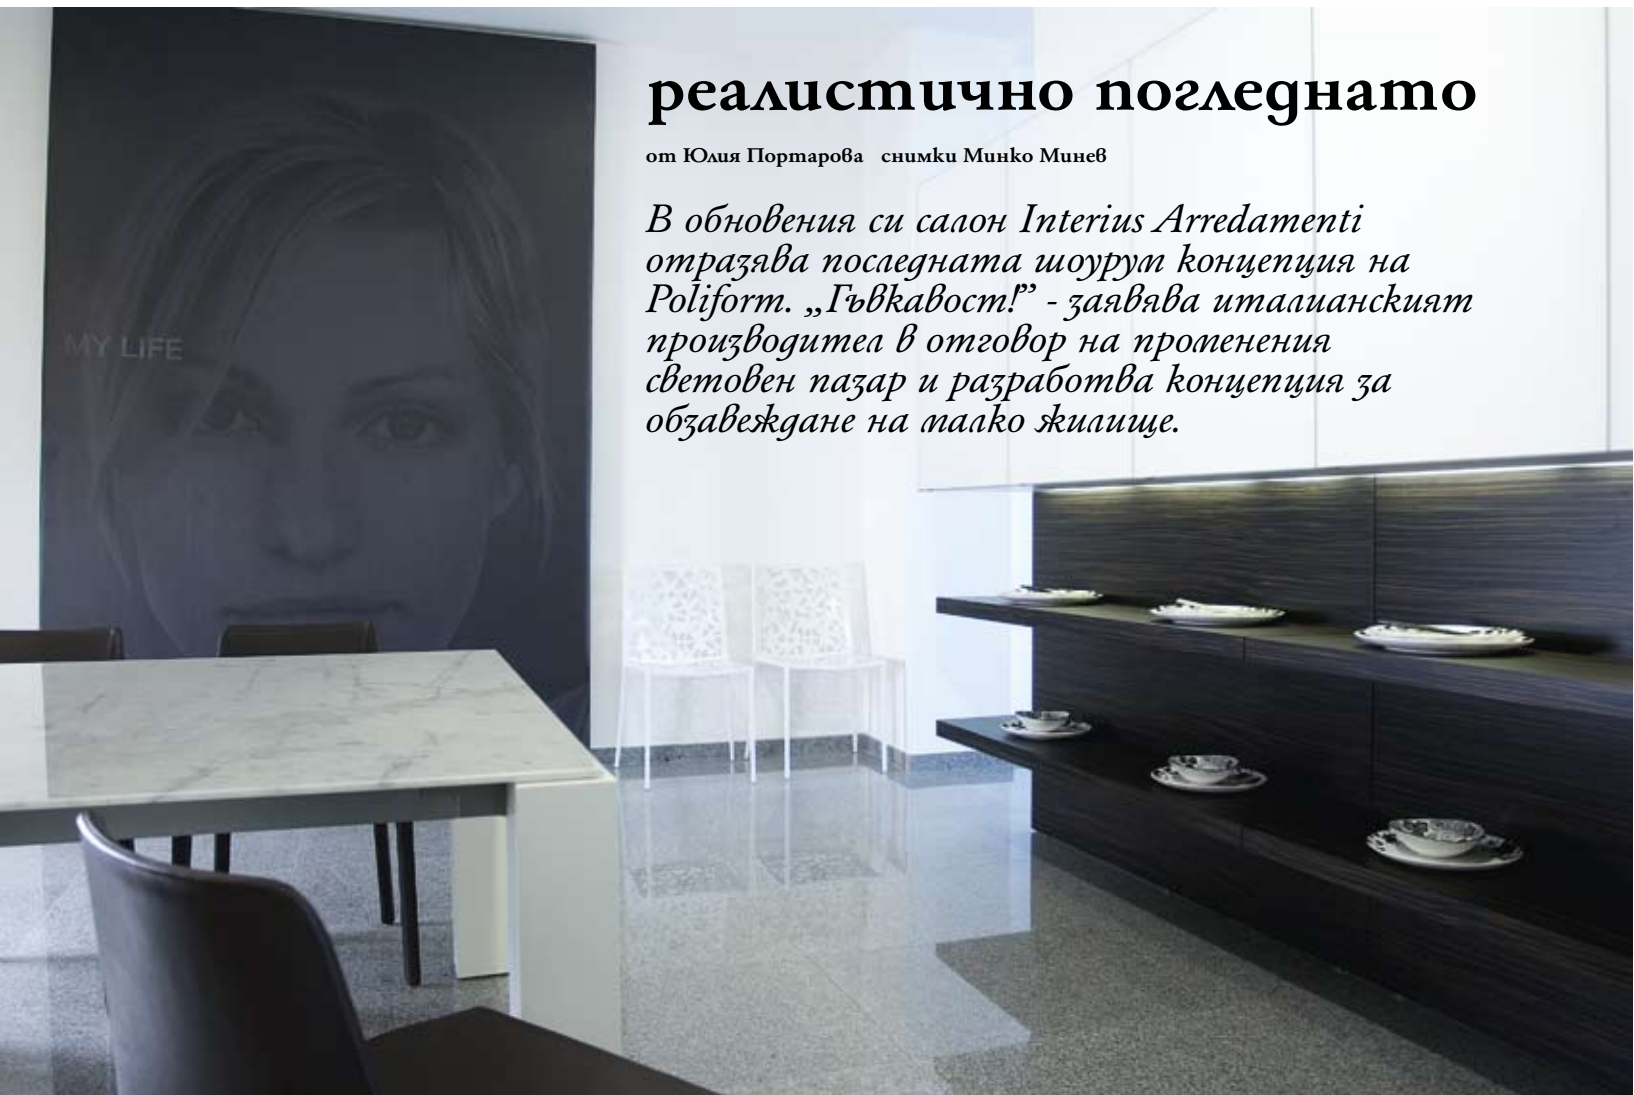 реалистично погледнато
от Юлия Портарова снимки Минко Минев
В обновения си салон Interius Arredamenti
отразява последната шоурум концепция на
Poliform. „Гъвкавост!” - заявява италианският
производител в отговор на променения
световен пазар и разработва концепция за
обзавеждане на малко жилище.
MY LIFE